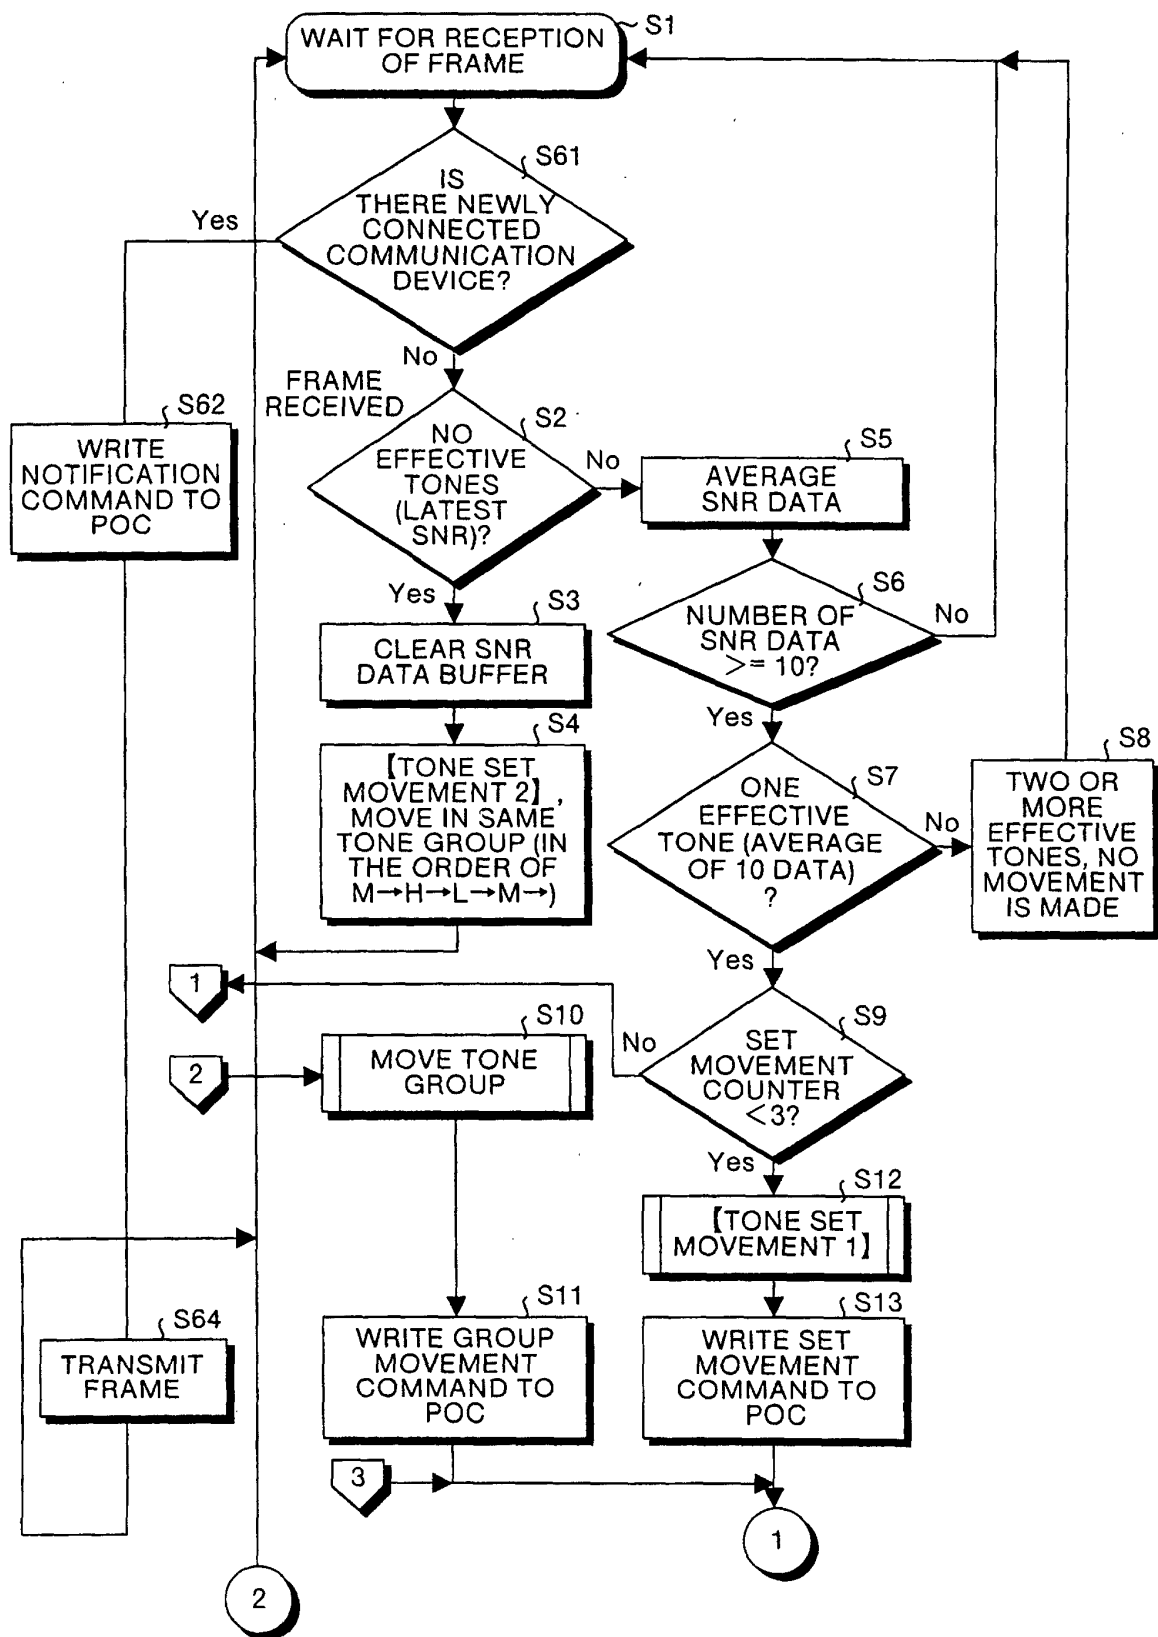 WAIT FOR RECEPTION
OF FRAME
S1
S61
IS
THERE NEWLY
CONNECTED
COMMUNICATION
DEVICE?
Yes
No
FRAME
RECEIVED
S62
WRITE
NOTIFICATION
COMMAND TO
POC
S2
NO
EFFECTIVE
TONES
(LATEST
SNR)?
No
Yes
S5
AVERAGE
SNR DATA
S3
CLEAR SNR
DATA BUFFER
S6
NUMBER OF
SNR DATA
>= 10?
No
Yes
S4
【TONE SET
MOVEMENT 2】,
MOVE IN SAME
TONE GROUP (IN
THE ORDER OF
M→H→L→M→)
S7
ONE
EFFECTIVE
TONE (AVERAGE
OF 10 DATA)
?
No
Yes
S8
TWO OR
MORE
EFFECTIVE
TONES, NO
MOVEMENT
IS MADE
1
S9
SET
MOVEMENT
COUNTER
<3?
No
Yes
2
S10
MOVE TONE
GROUP
S12
【TONE SET
MOVEMENT 1】
S11
WRITE GROUP
MOVEMENT
COMMAND TO
POC
S13
WRITE SET
MOVEMENT
COMMAND TO
POC
S64
TRANSMIT
FRAME
3
1
2